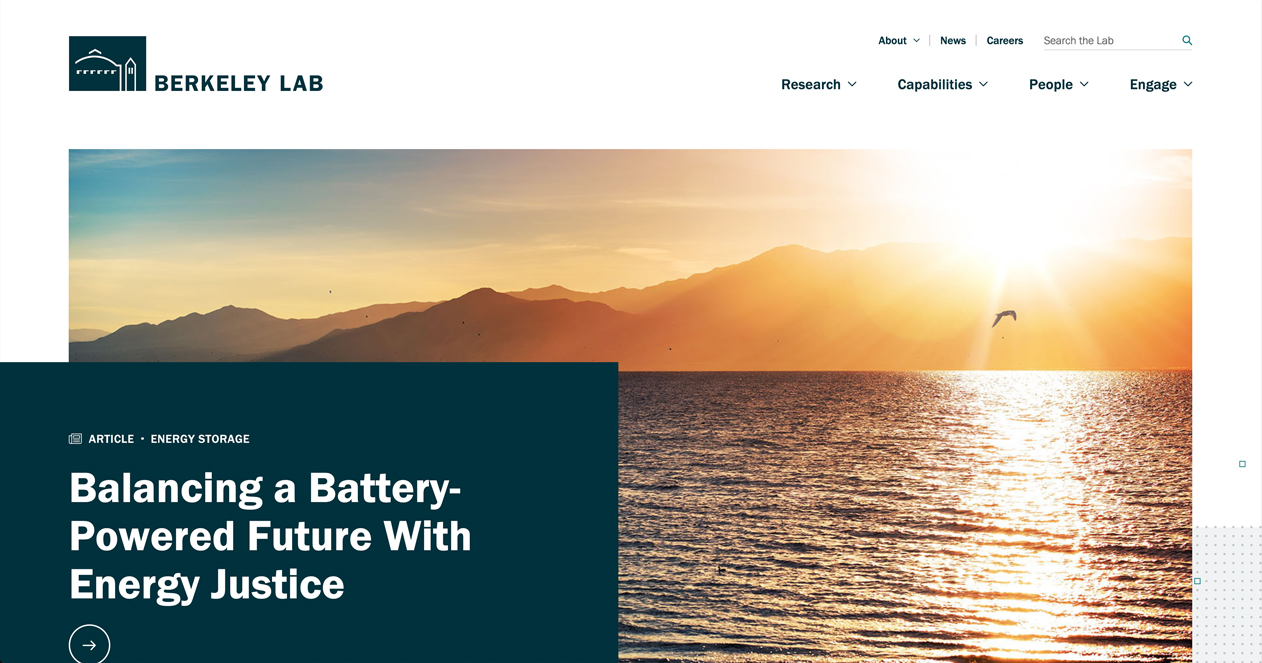 About
News
Careers
Search the Lab
BERKELEY LAB
Research
Capabilities
People
Engage
ARTICLE • ENERGY STORAGE
Balancing a Battery-
Powered Future With
Energy Justice